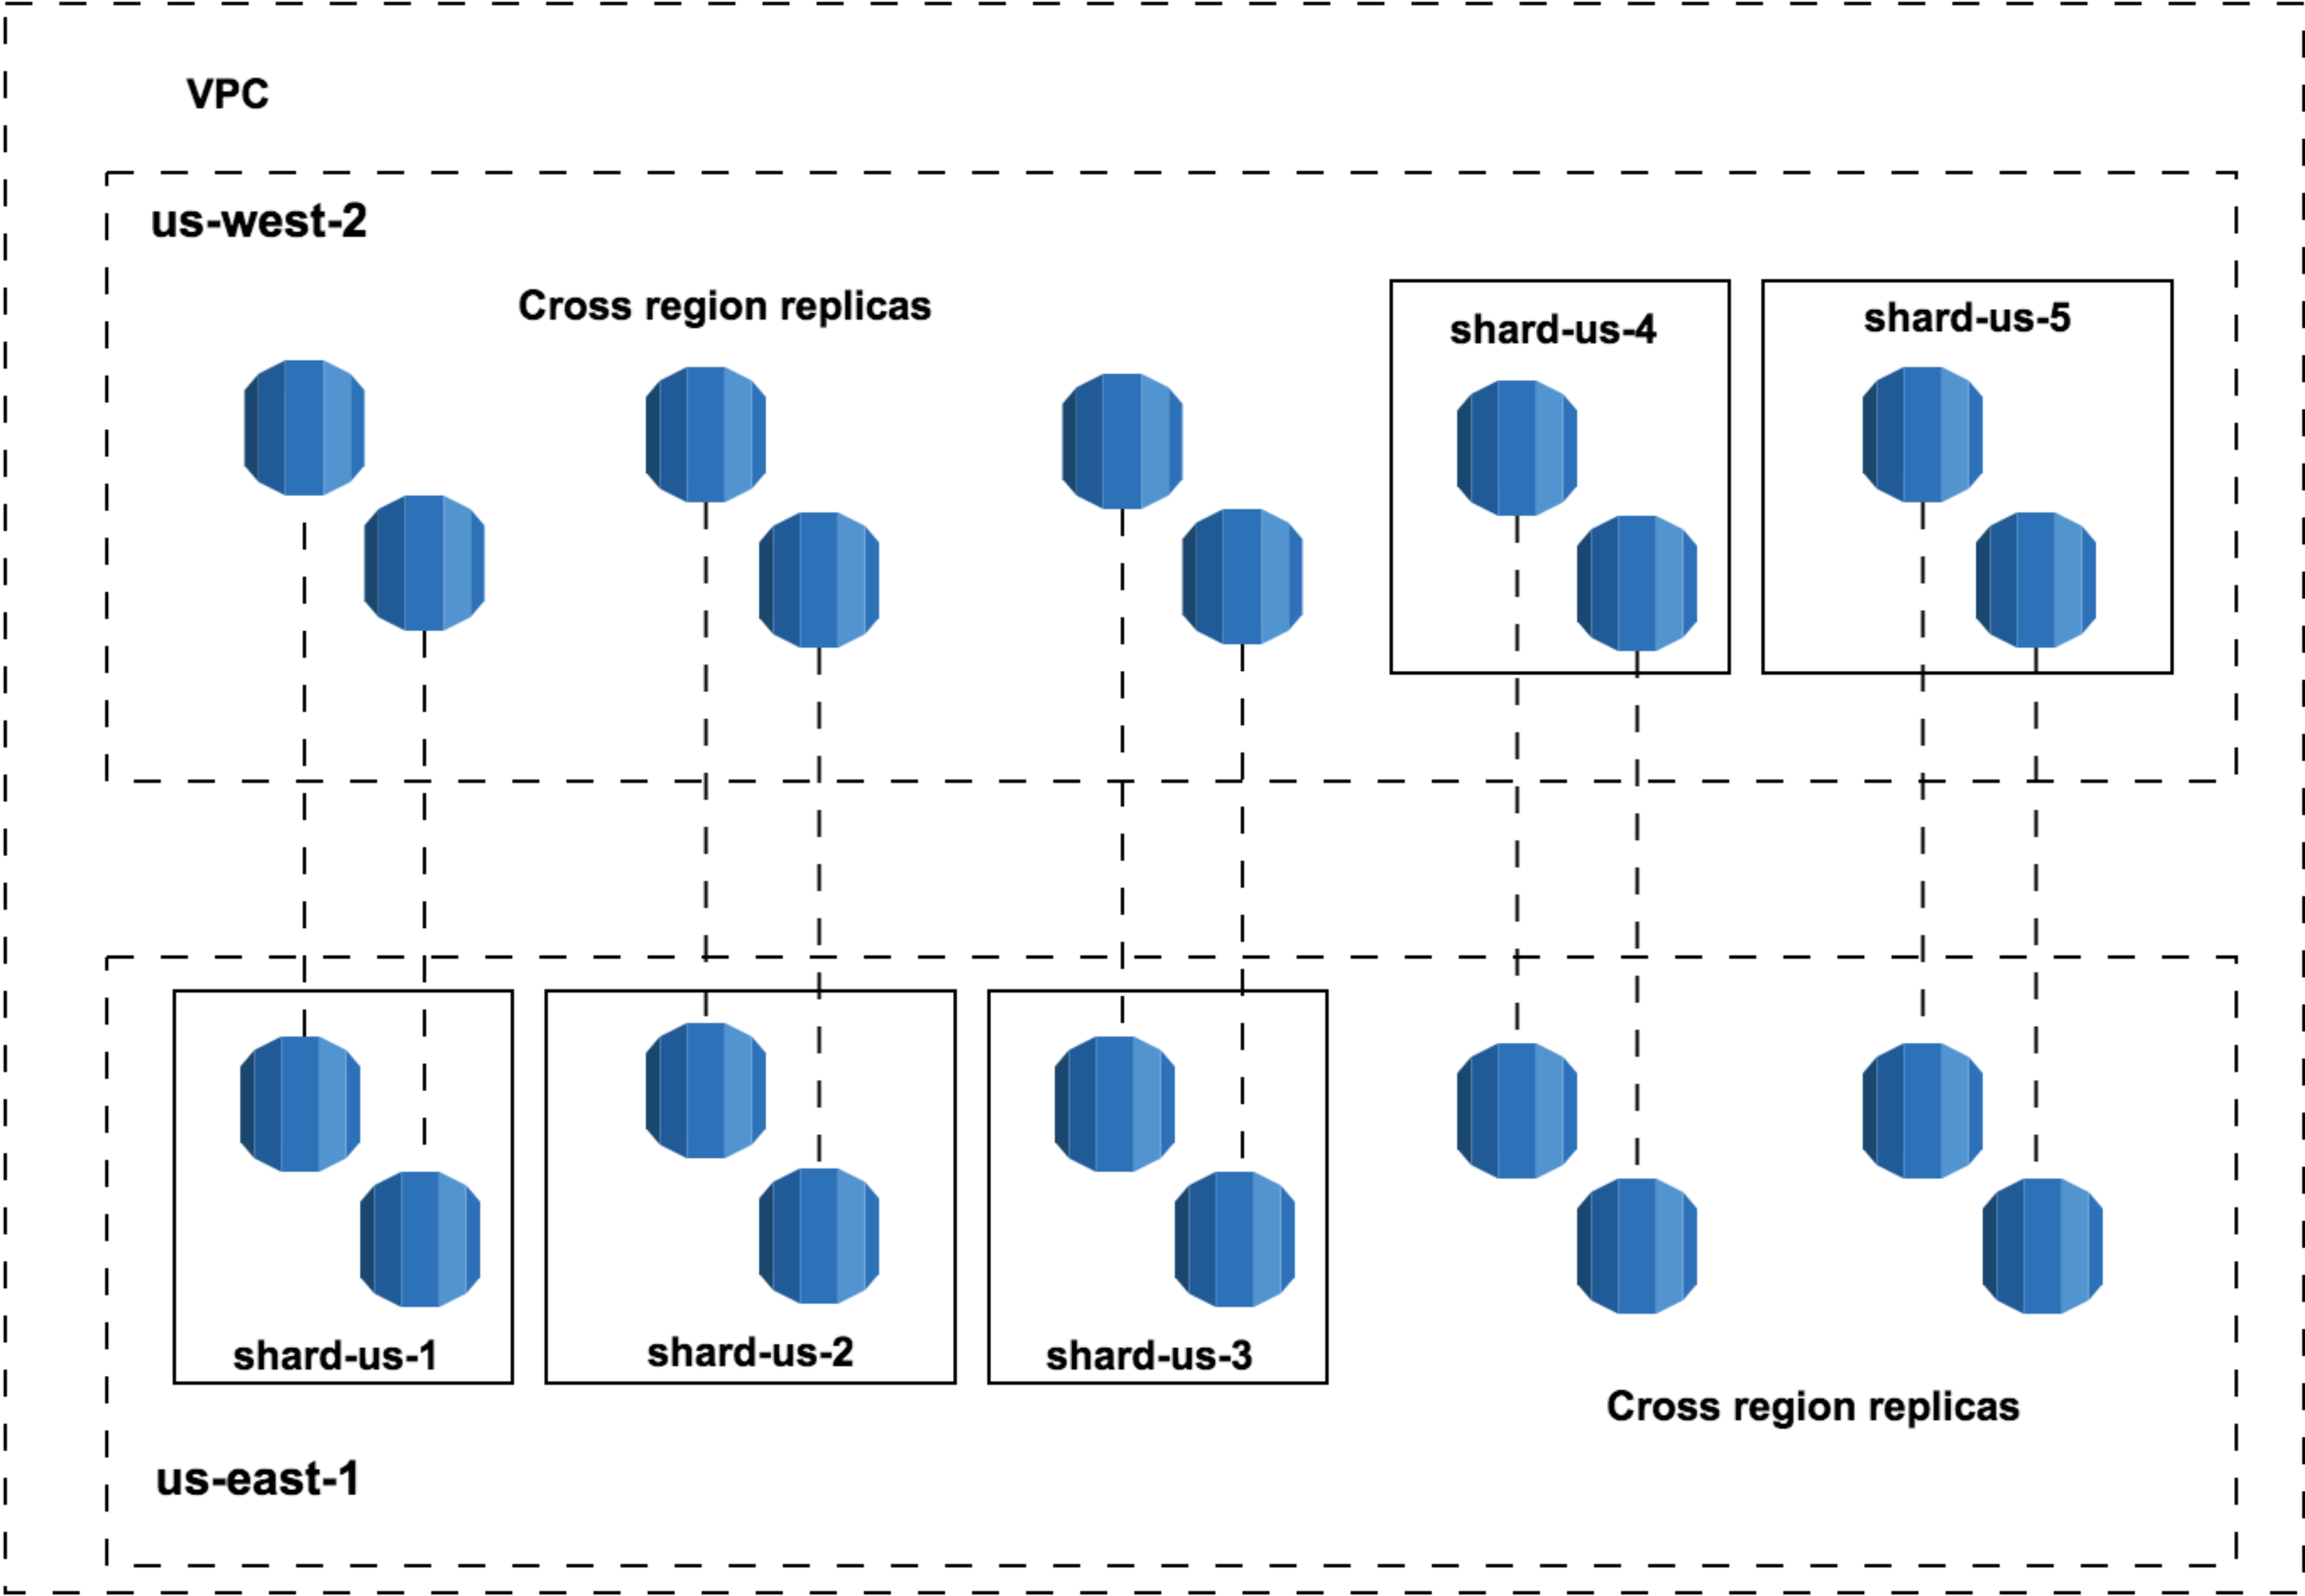 VPC
us-west-2
Cross region replicas
shard-us-4
shard-us-5
shard-us-1
shard-us-2
shard-us-3
Cross region replicas
us-east-1